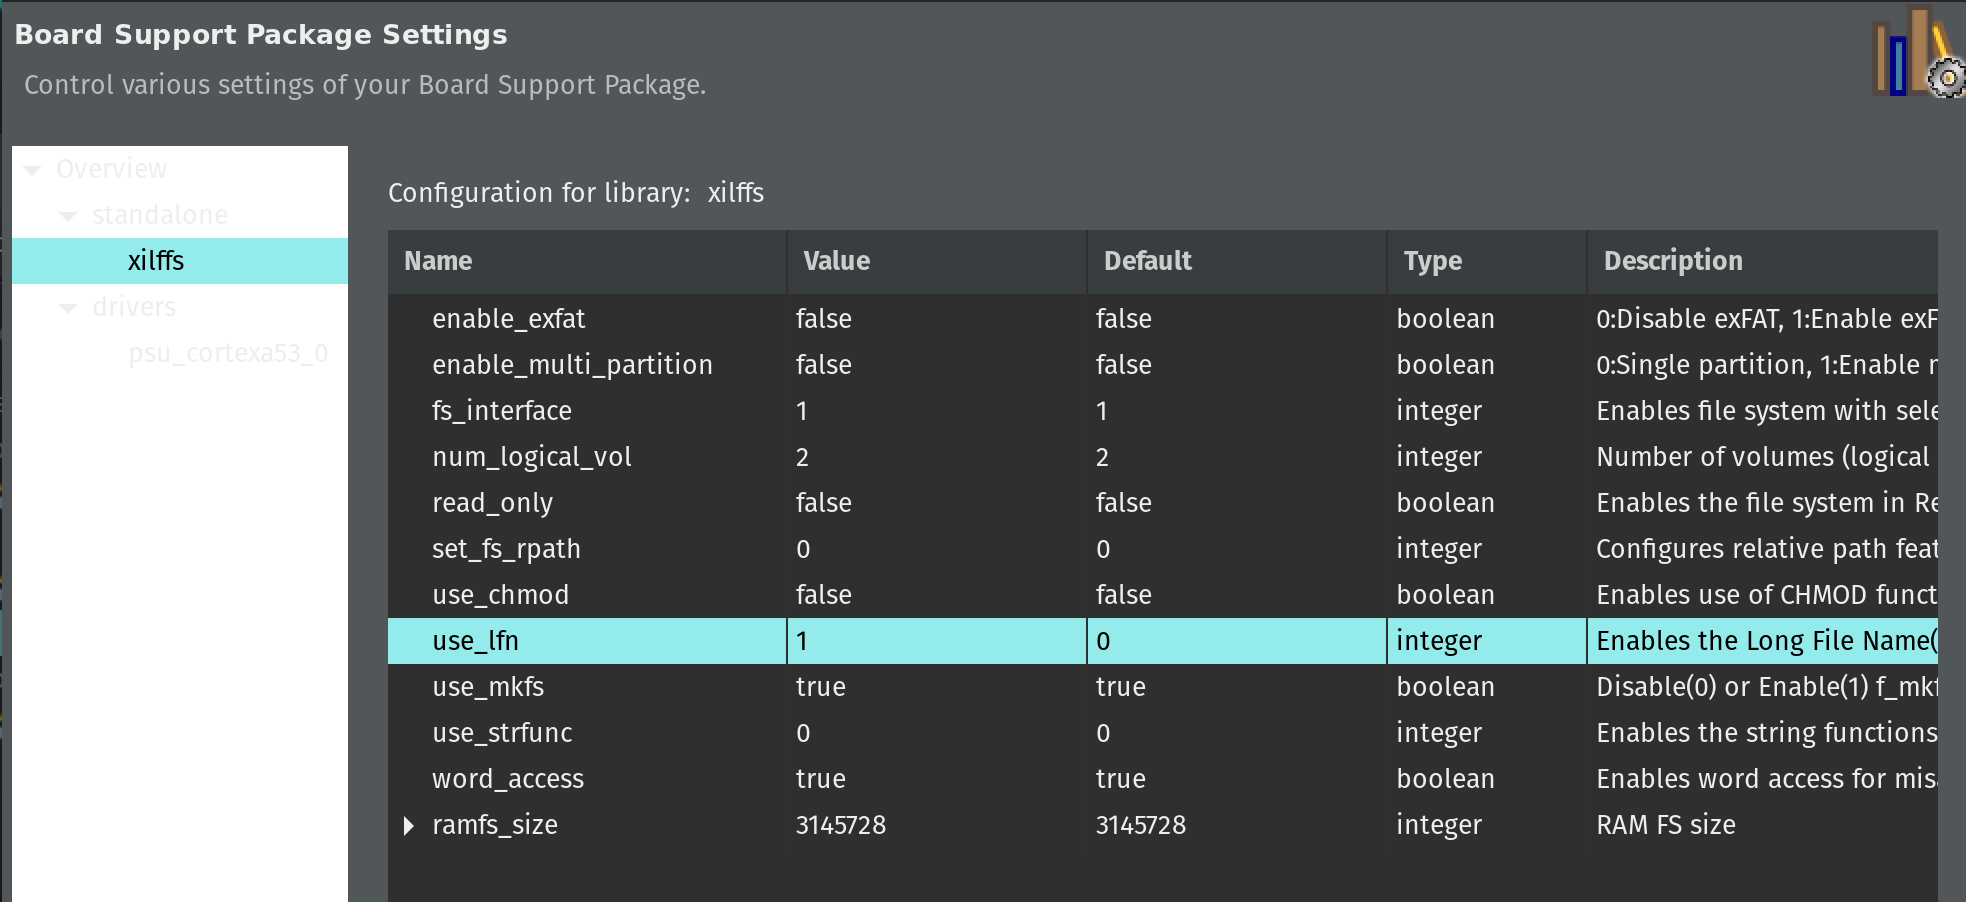 Board Support Package Settings
Control various settings of your Board Support Package.
Overview
standalone
xilffs
drivers
psu_cortexa53_0
Configuration for library: xilffs
Name Value Default Type Description
enable_exfat false false boolean 0:Disable exFAT, 1:Enable exF
enable_multi_partition false false boolean 0:Single partition, 1:Enable
fs_interface 1 1 integer Enables file system with sele
num_logical_vol 2 2 integer Number of volumes (logical
read_only false false boolean Enables the file system in Re
set_fs_rpath 0 0 integer Configures relative path feat
use_chmod false false boolean Enables use of CHMOD funct
use_lfn 1 0 integer Enables the Long File Name(
use_mkfs true true boolean Disable(0) or Enable(1) f_mkf
use_strfunc 0 0 integer Enables the string functions
word_access true true boolean Enables word access for misa
ramfs_size 3145728 3145728 integer RAM FS size